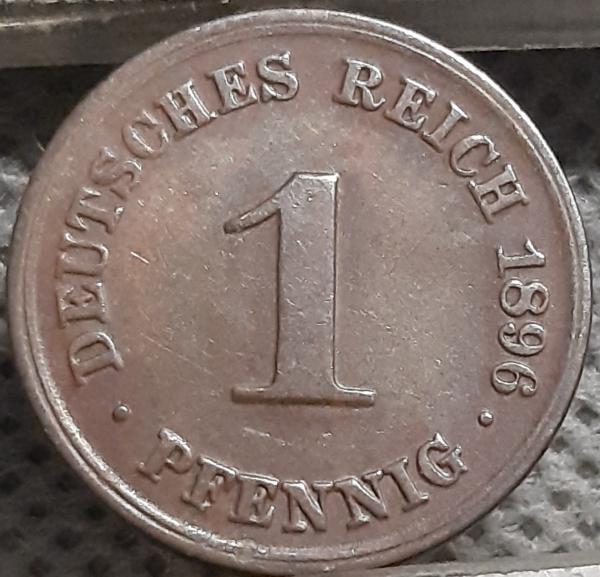 DEUTSCHES REICH 1896
1
· PFENNIG ·